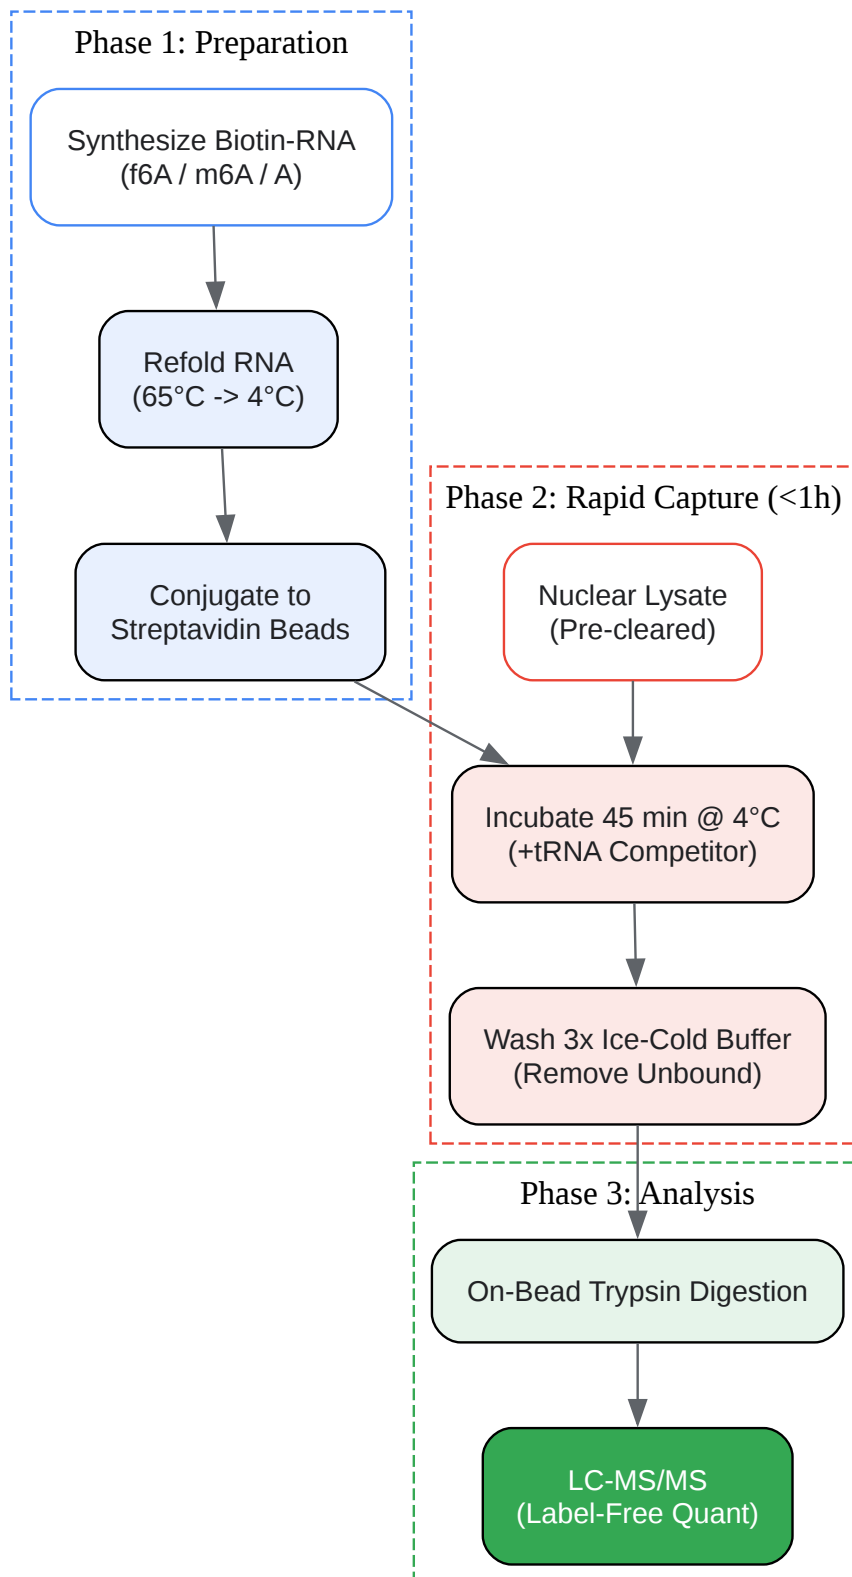 Phase 1: Preparation
Synthesize Biotin-RNA
(f6A / m6A / A)
Refold RNA
(65°C -> 4°C)
Conjugate to
Streptavidin Beads
Phase 2: Rapid Capture (<1h)
Nuclear Lysate
(Pre-cleared)
Incubate 45 min @ 4°C
(+tRNA Competitor)
Wash 3x Ice-Cold Buffer
(Remove Unbound)
Phase 3: Analysis
On-Bead Trypsin Digestion
LC-MS/MS
(Label-Free Quant)